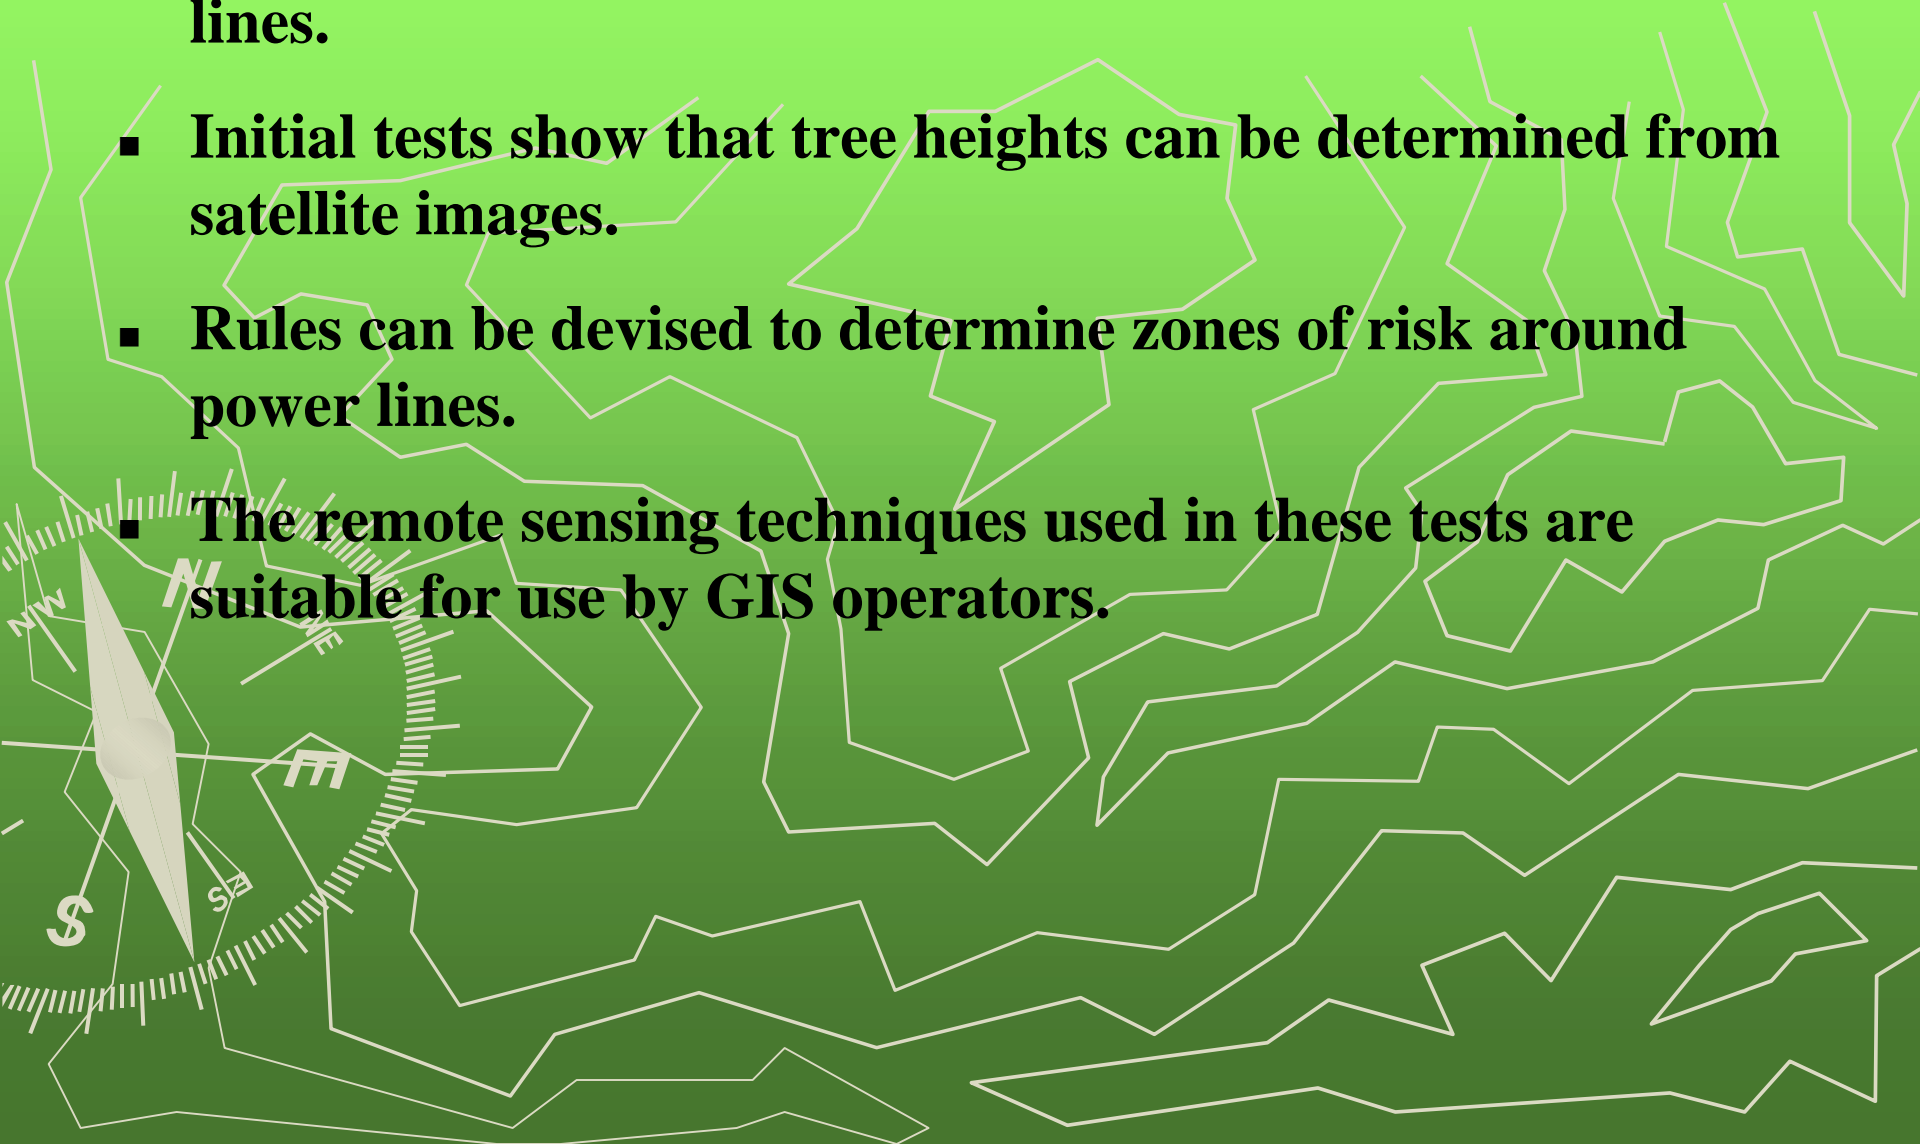 lines.
■ Initial tests show that tree heights can be determined from
satellite images.
■ Rules can be devised to determine zones of risk around
power lines.
■ The remote sensing techniques used in these tests are
suitable for use by GIS operators.
N
NW
E
S